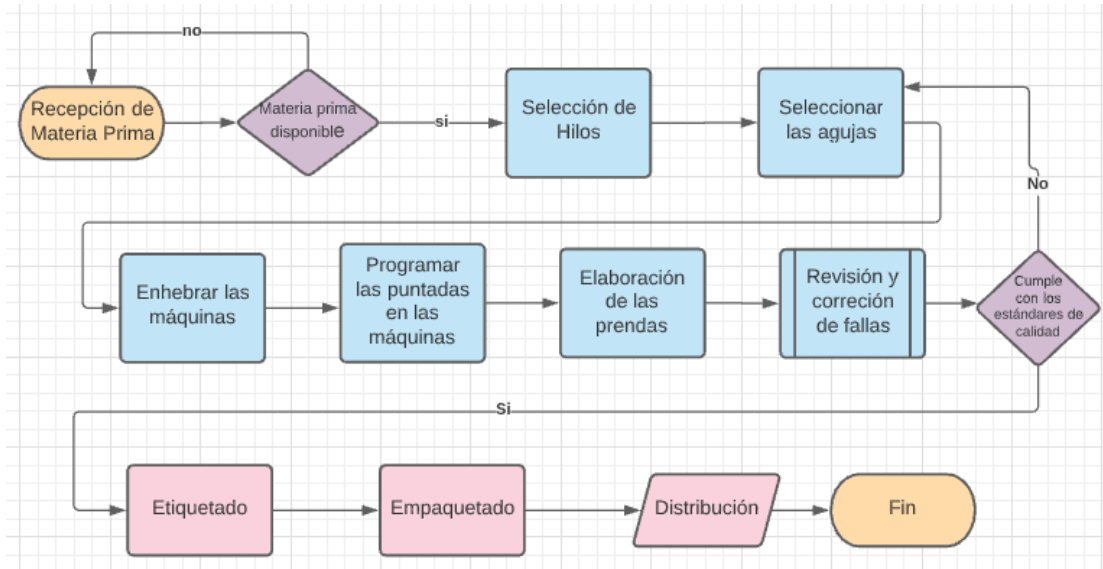 no
Recepción de
Materia Prima
Materia prima
disponible
si
Selección de
Hilos
Seleccionar
las agujas
No
Enhebrar las
máquinas
Programar
las puntadas
en las
máquinas
Elaboración
de las
prendas
Revisión y
correción
de fallas
Cumple
con los
estándares de
calidad
Si
Etiquetado
Empaquetado
Distribución
Fin